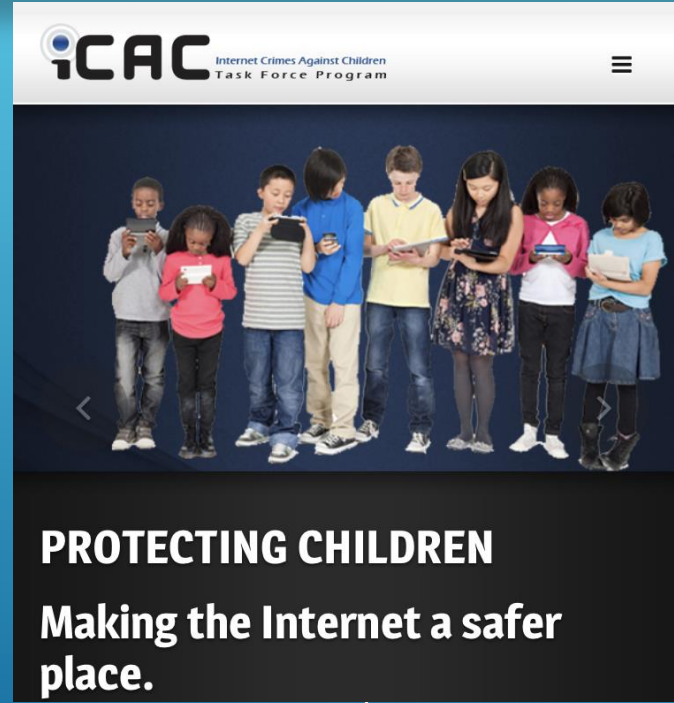 iCAC Internet Crimes Against Children
Task Force Program
PROTECTING CHILDREN
Making the Internet a safer
place.